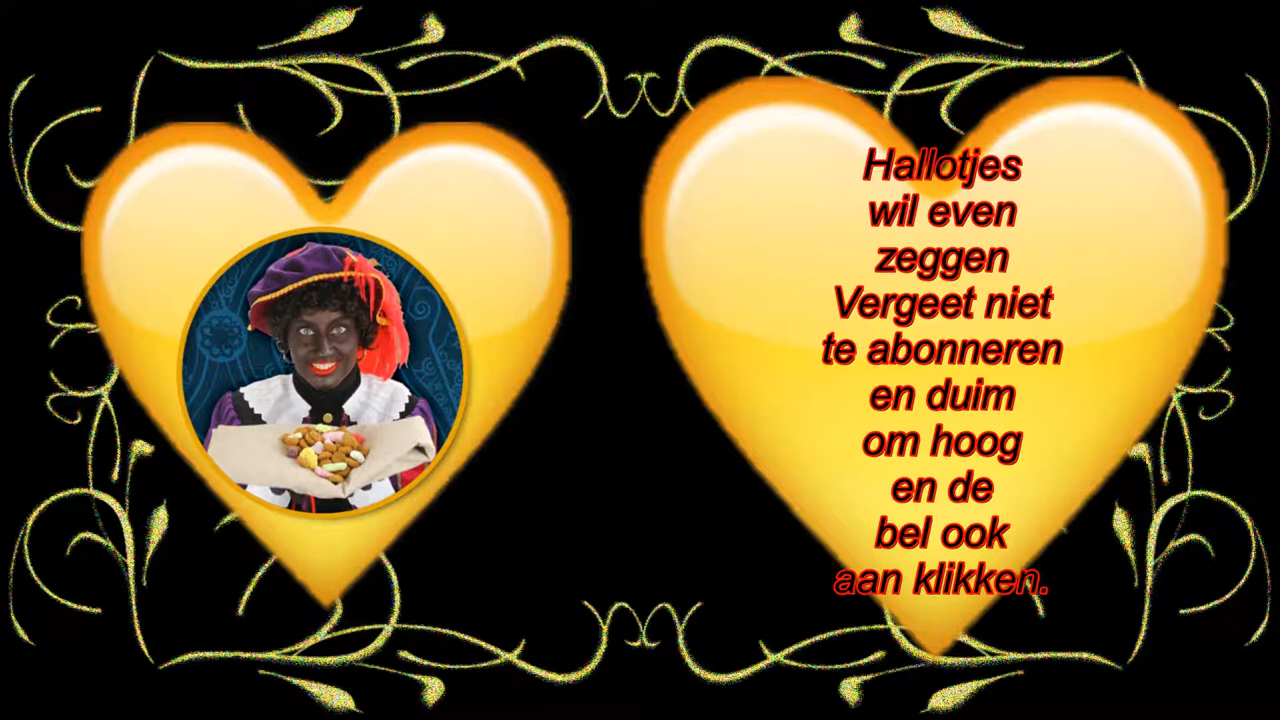 Hallotjes
wil even
zeggen
Vergeet niet
te abonneren
en duim
om hoog
en de
bel ook
aan klikken.